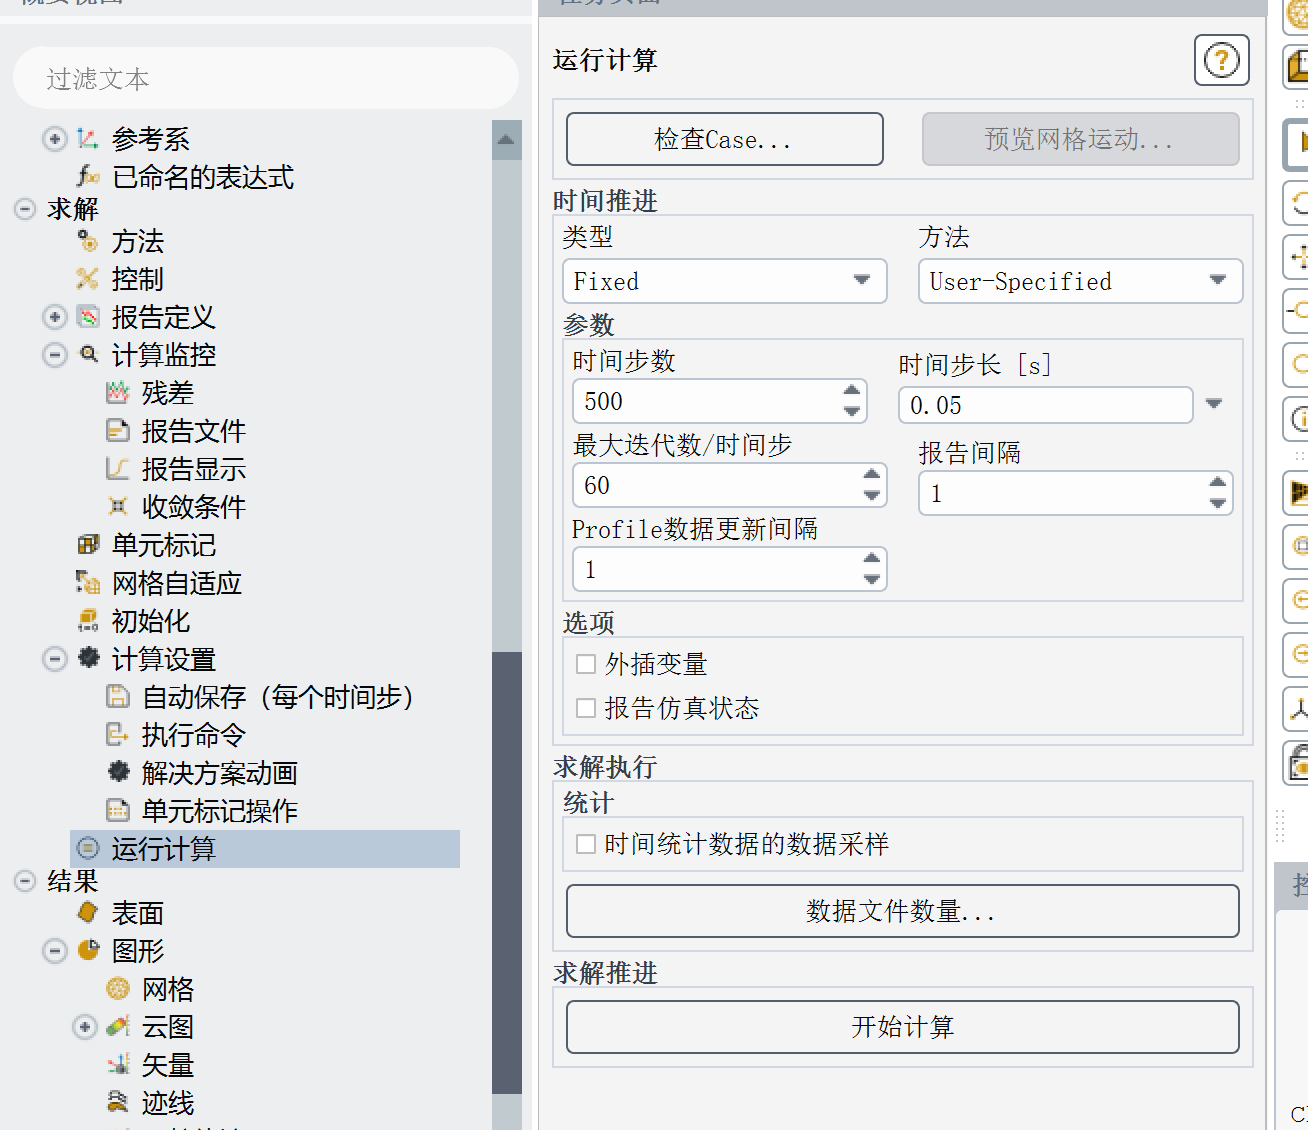 过滤文本
参考系
已命名的表达式
求解
方法
控制
报告定义
计算监控
残差
报告文件
报告显示
收敛条件
单元标记
网格自适应
初始化
计算设置
自动保存（每个时间步）
执行命令
解决方案动画
单元标记操作
运行计算
结果
表面
图形
网格
云图
矢量
迹线
运行计算
检查Case...
预览网格运动...
时间推进
类型
方法
Fixed
User-Specified
参数
时间步数
时间步长 [s]
500
0.05
最大迭代数/时间步
报告间隔
60
1
Profile数据更新间隔
1
选项
外插变量
报告仿真状态
求解执行
统计
时间统计数据的数据采样
数据文件数量...
求解推进
开始计算